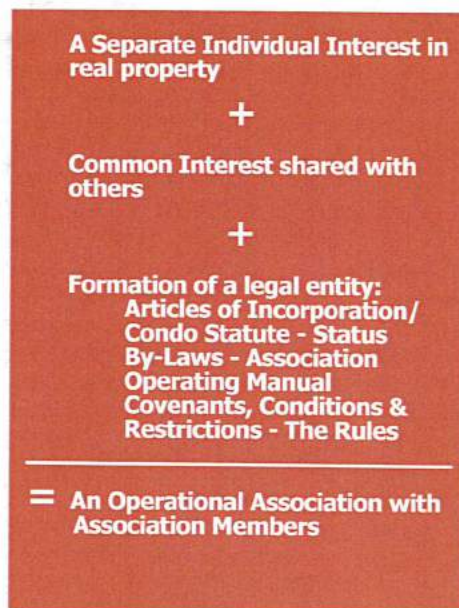 A Separate Individual Interest in
real property
+
Common Interest shared with
others
+
Formation of a legal entity:
Articles of Incorporation/
Condo Statute - Status
By-Laws - Association
Operating Manual
Covenants, Conditions &
Restrictions - The Rules
= An Operational Association with
Association Members